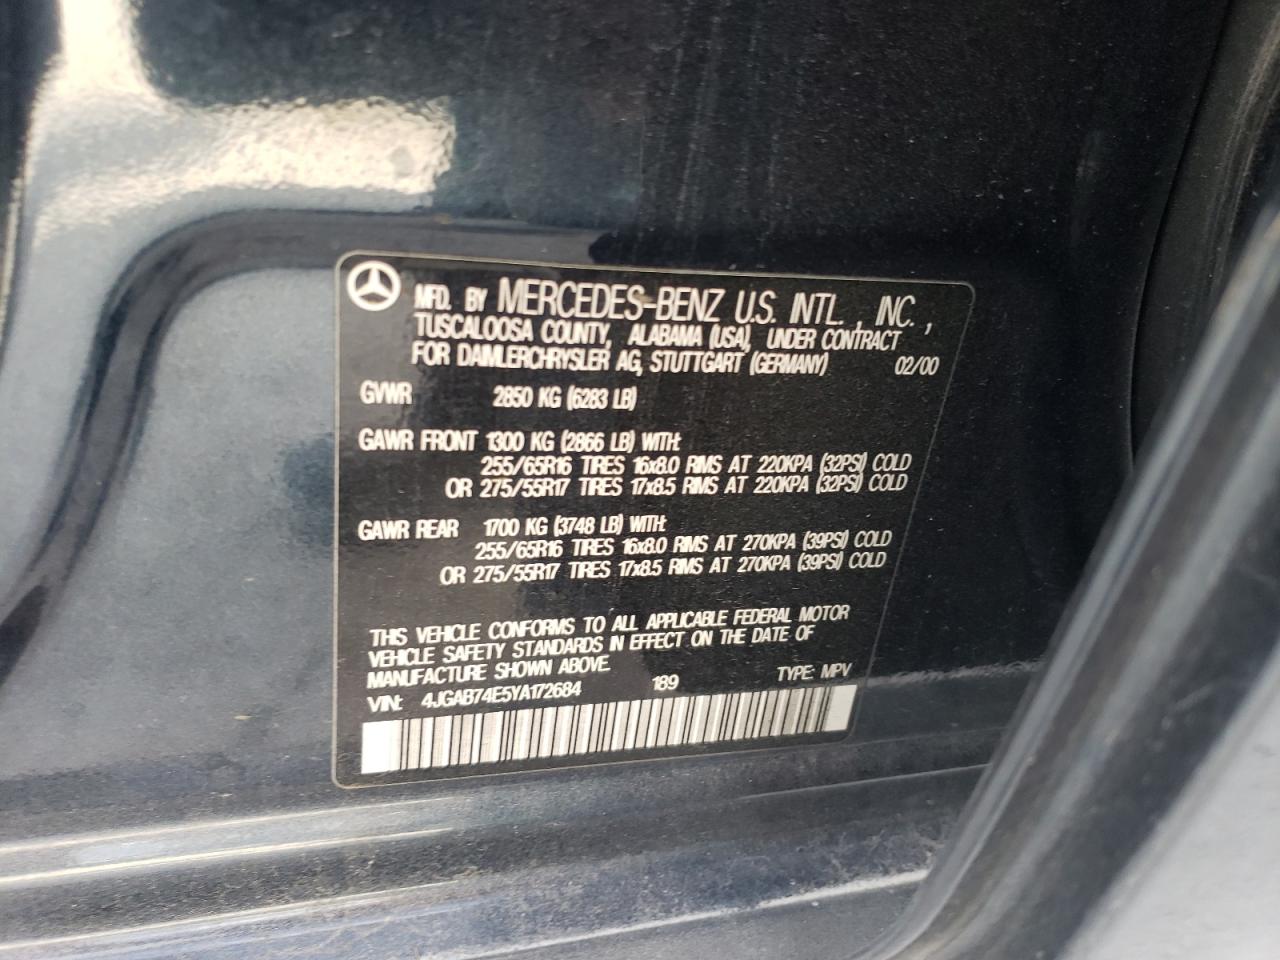 MFD. BY MERCEDES-BENZ U.S. INTL., INC.,
TUSCALOOSA COUNTY, ALABAMA (USA), UNDER CONTRACT
FOR DAIMLERCHRYSLER AG, STUTTGART (GERMANY) 02/00
GVWR 2850 KG (6283 LB)
GAWR FRONT 1300 KG (2866 LB) WITH:
255/65R16 TIRES 16x8.0 RIMS AT 220KPA (32PSI) COLD
OR 275/55R17 TIRES 17x8.5 RIMS AT 220KPA (32PSI) COLD
GAWR REAR 1700 KG (3748 LB) WITH:
255/65R16 TIRES 16x8.0 RIMS AT 270KPA (39PSI) COLD
OR 275/55R17 TIRES 17x8.5 RIMS AT 270KPA (39PSI) COLD
THIS VEHICLE CONFORMS TO ALL APPLICABLE FEDERAL MOTOR
VEHICLE SAFETY STANDARDS IN EFFECT ON THE DATE OF
MANUFACTURE SHOWN ABOVE.
VIN: 4JGAB74E5YA172684 189 TYPE: MPV